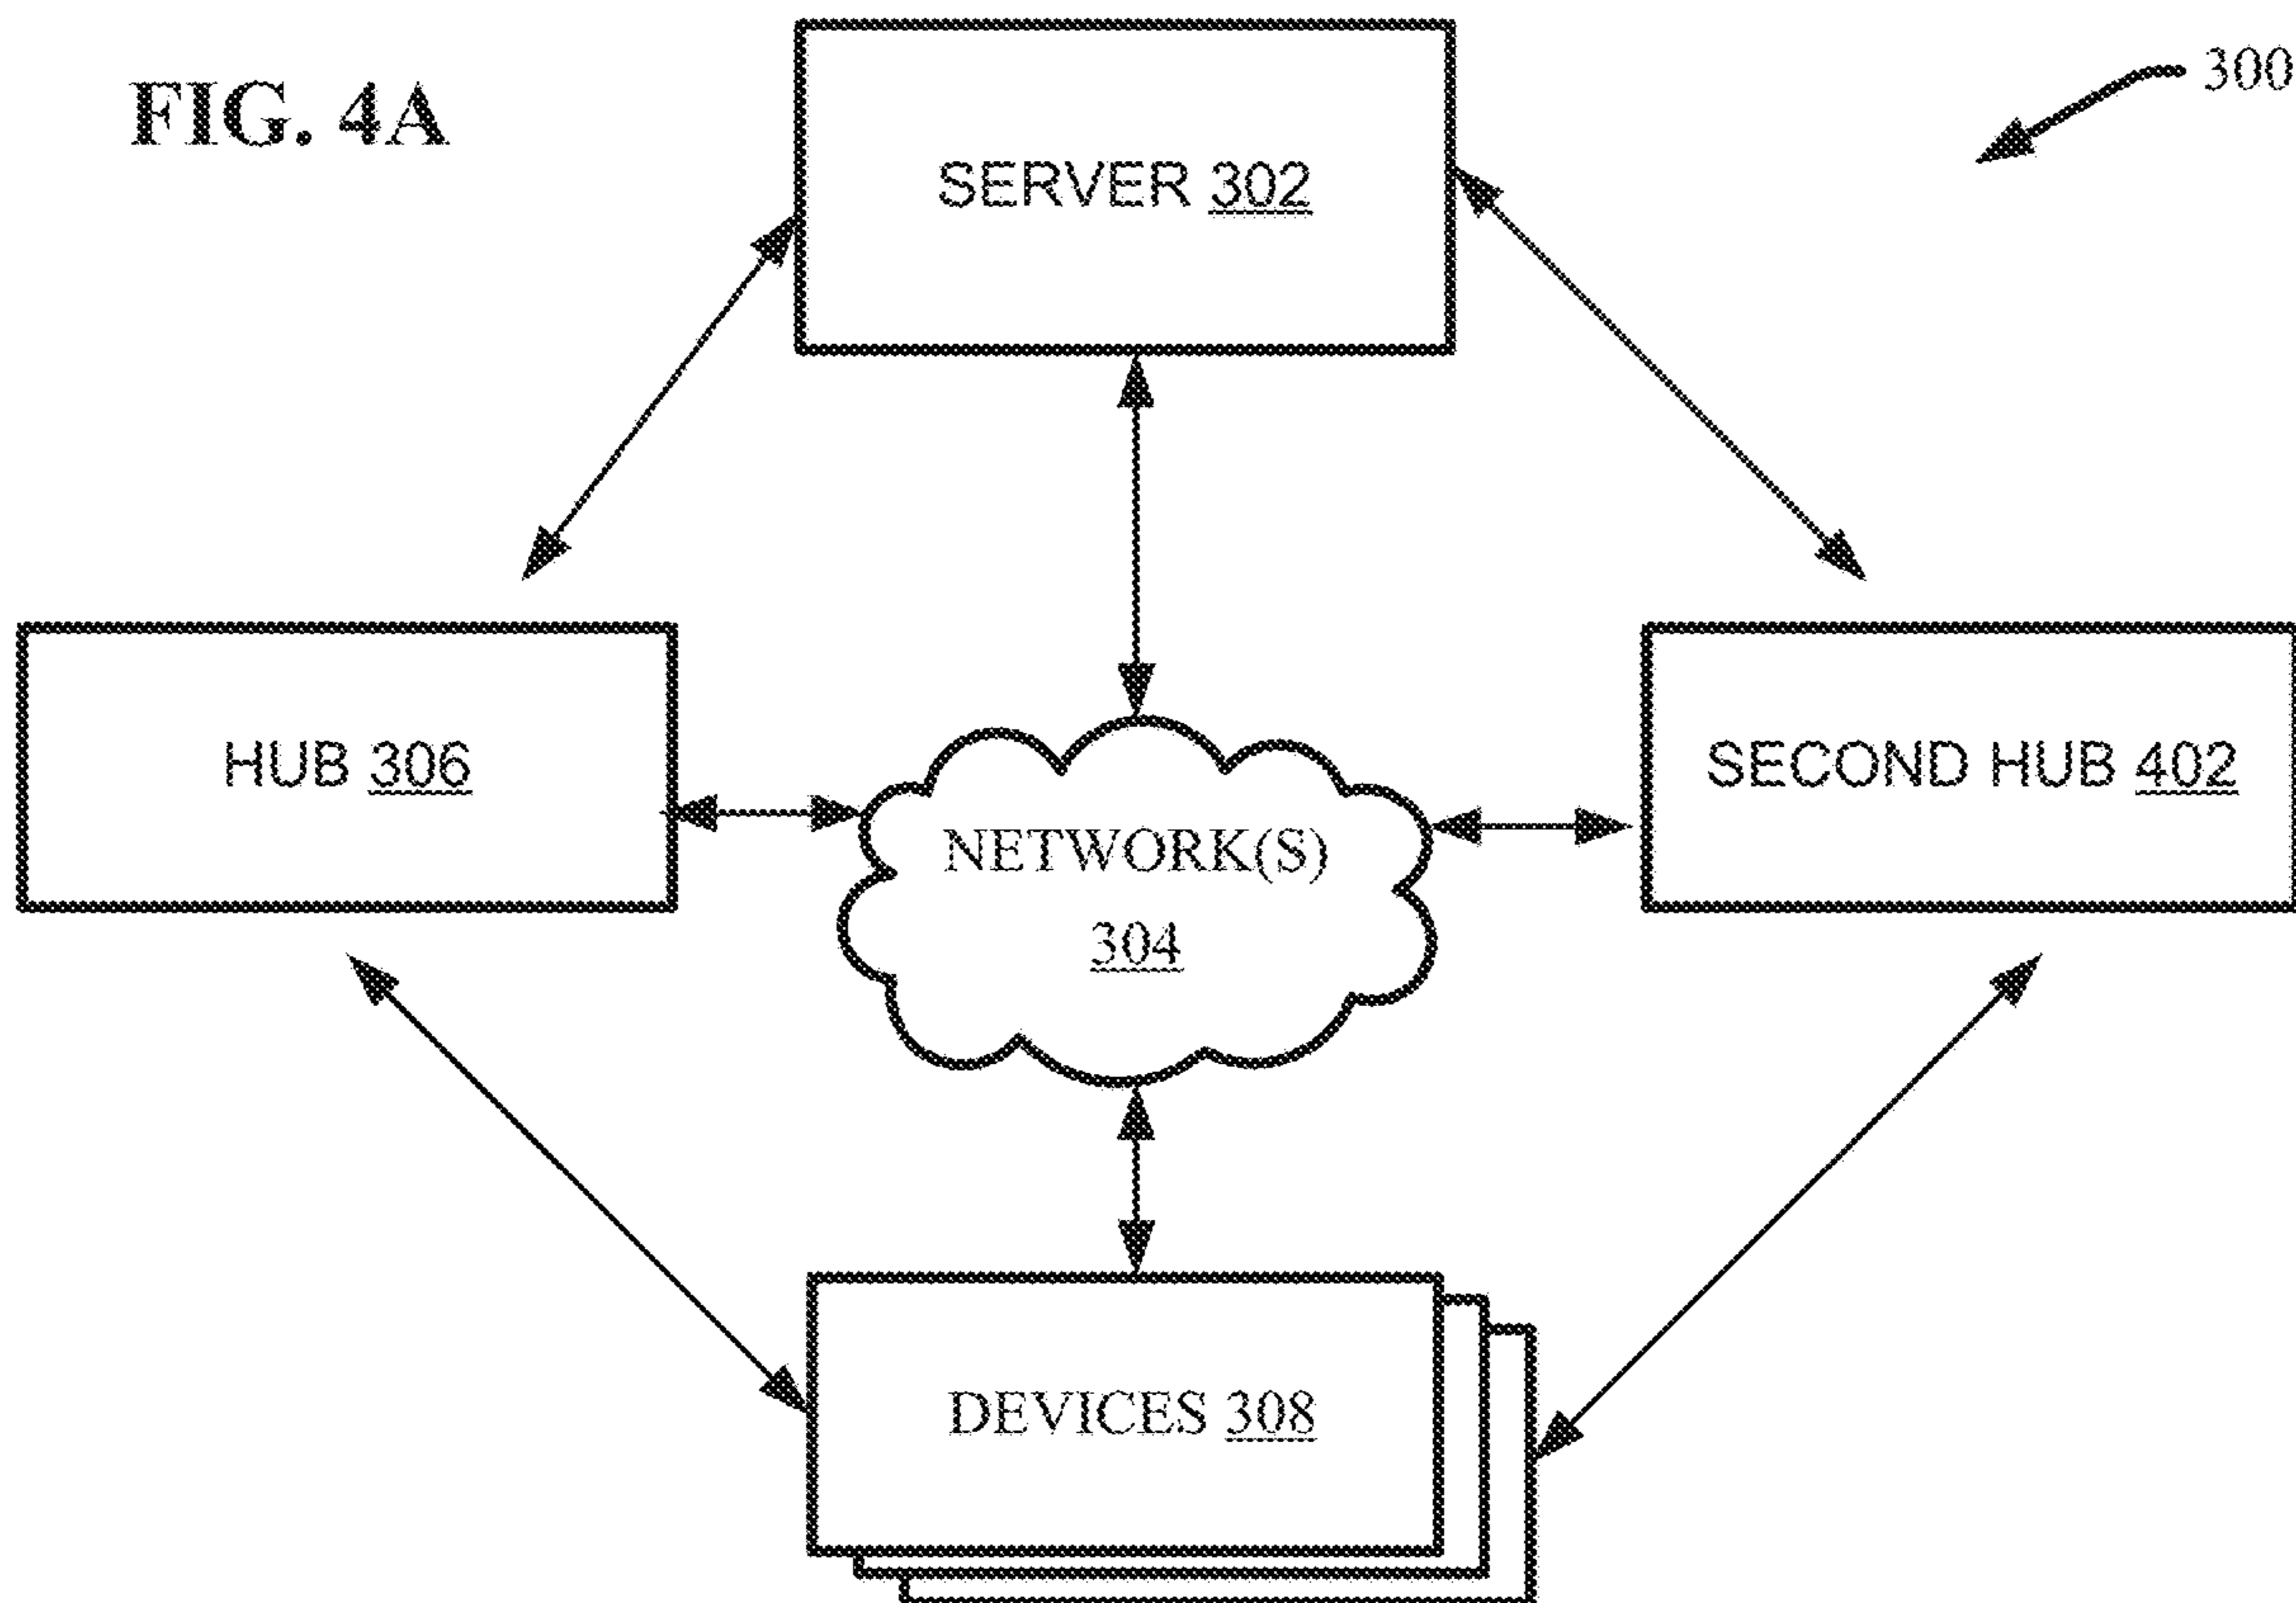 FIG. 4A
300
SERVER 302
HUB 306
SECOND HUB 402
NETWORK(S)
304
DEVICES 308